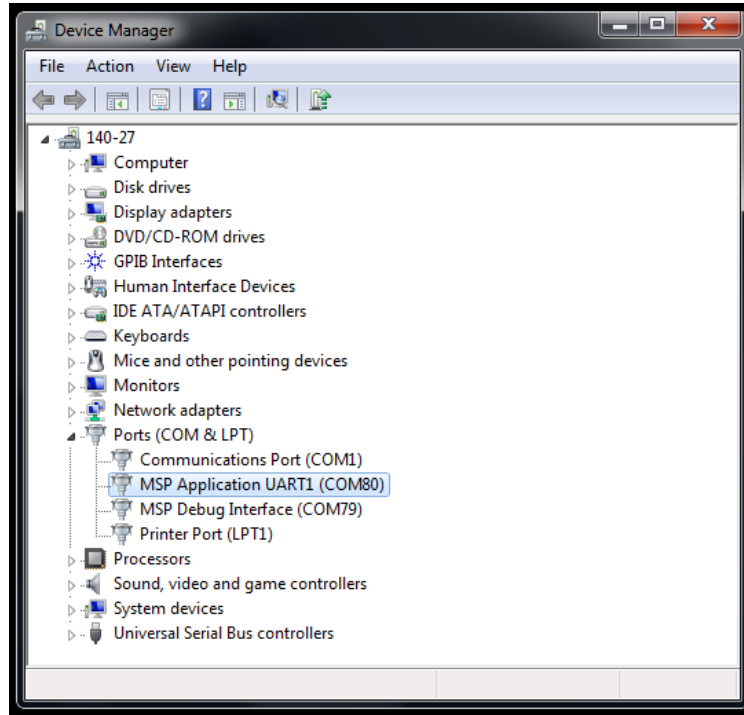 Device Manager
File Action View Help
140-27
Computer
Disk drives
Display adapters
DVD/CD-ROM drives
GPIB Interfaces
Human Interface Devices
IDE ATA/ATAPI controllers
Keyboards
Mice and other pointing devices
Monitors
Network adapters
Ports (COM & LPT)
Communications Port (COM1)
MSP Application UART1 (COM80)
MSP Debug Interface (COM79)
Printer Port (LPT1)
Processors
Sound, video and game controllers
System devices
Universal Serial Bus controllers